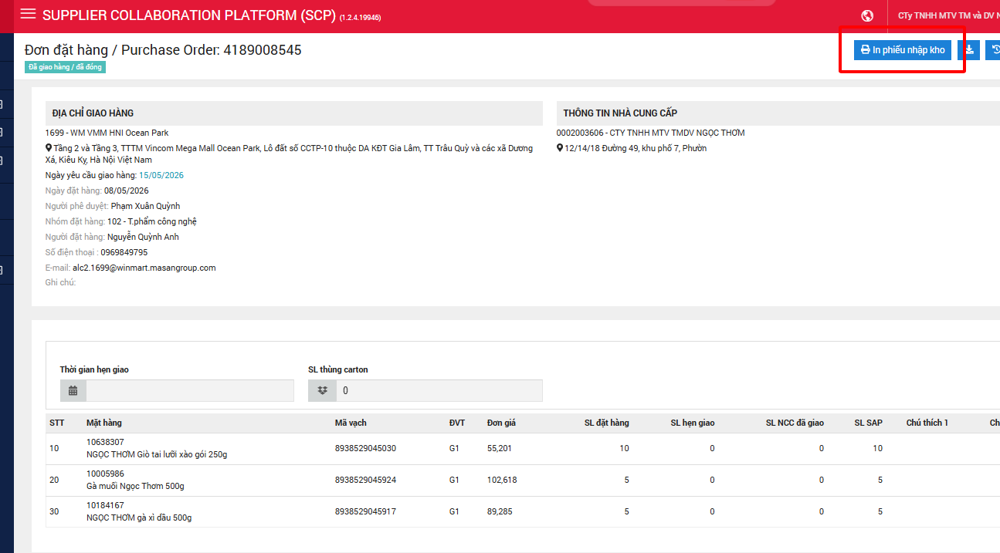 SUPPLIER COLLABORATION PLATFORM (SCP) (1.2.4.19946)
CTy TNHH MTV TM và DV
Đơn đặt hàng / Purchase Order: 4189008545
In phiếu nhập kho
Đã giao hàng / đã đóng
ĐỊA CHỈ GIAO HÀNG
1699 - WM VMM HNI Ocean Park
Tầng 2 và Tầng 3, TTTM Vincom Mega Mall Ocean Park, Lô đất số CCTP-10 thuộc DA KĐT Gia Lâm, TT Trâu Quỳ và các xã Dương
Xá, Kiêu Kỵ, Hà Nội Việt Nam
Ngày yêu cầu giao hàng: 15/05/2026
Ngày đặt hàng: 08/05/2026
Người phê duyệt: Phạm Xuân Quỳnh
Nhóm đặt hàng: 102 - T.phẩm công nghệ
Người đặt hàng: Nguyễn Quỳnh Anh
Số điện thoại : 0969849795
E-mail: alc2.1699@winmart.masangroup.com
Ghi chú:
THÔNG TIN NHÀ CUNG CẤP
0002003606 - CTY TNHH MTV TMDV NGỌC THƠM
12/14/18 Đường 49, khu phố 7, Phườn
Thời gian hẹn giao
SL thùng carton
0
STT Mặt hàng Mã vạch ĐVT Đơn giá SL đặt hàng SL hẹn giao SL NCC đã giao SL SAP Chú thích 1 Ch
10638307
10 8938529045030 G1 55,201 10 0 0 10
NGỌC THƠM Giò tai lưỡi xào gói 250g
10005986
20 8938529045924 G1 102,618 5 0 0 5
Gà muối Ngọc Thơm 500g
10184167
30 8938529045917 G1 89,285 5 0 0 5
NGỌC THƠM gà xì dầu 500g